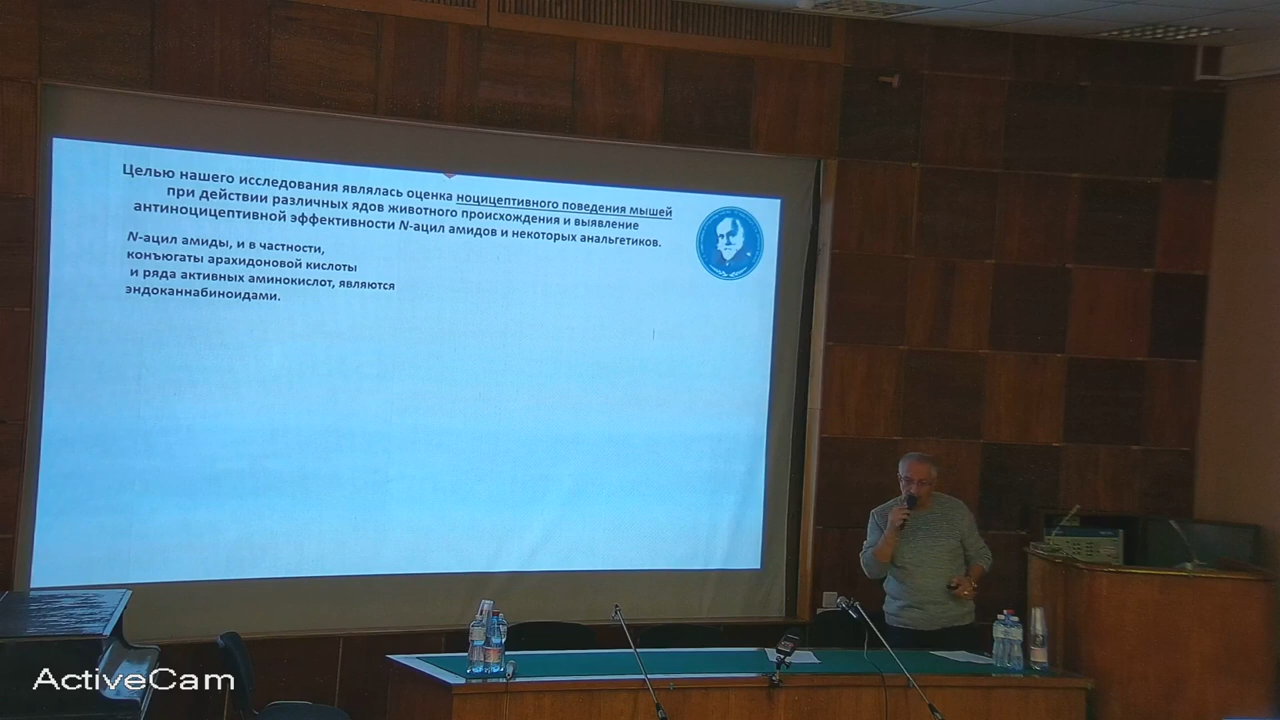 Целью нашего исследования являлась оценка ноцицептивного поведения мышей
при действии различных ядов животного происхождения и выявление
антиноцицептивной эффективности N-ацил амидов и некоторых анальгетиков.
N-ацил амиды, и в частности,
конъюгаты арахидоновой кислоты
и ряда активных аминокислот, являются
эндоканнабиноидами.
ActiveCam